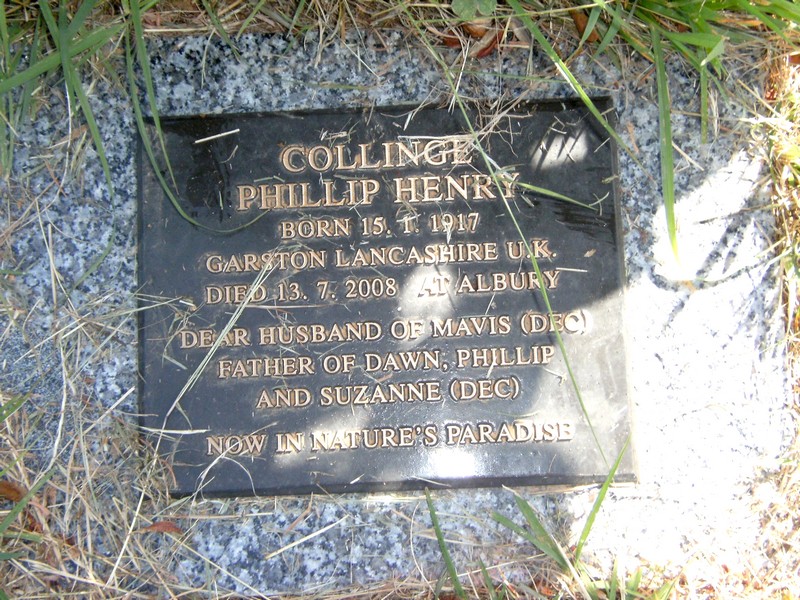 COLLINGE
PHILLIP HENRY
BORN 15. 1. 1917
GARSTON LANCASHIRE U.K.
DIED 13. 7. 2008 AT ALBURY
DEAR HUSBAND OF MAVIS (DEC)
FATHER OF DAWN, PHILLIP
AND SUZANNE (DEC)
NOW IN NATURE'S PARADISE